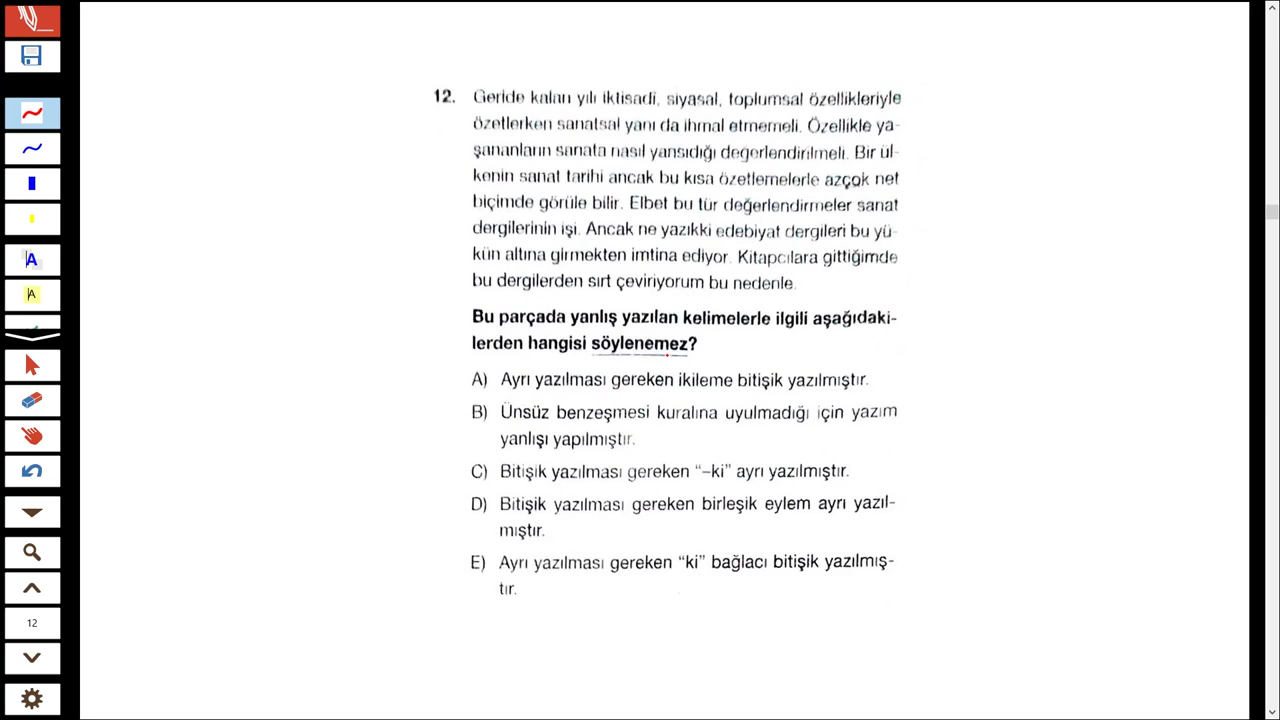 12. Geride kalan yılı iktisadi, siyasal, toplumsal özellikleriyle
özetlerken sanatsal yanı da ihmal etmemeli. Özellikle ya-
şananların sanata nasıl yansıdığı değerlendirilmeli. Bir ül-
kenin sanat tarihi ancak bu kısa özetlemelerle azçok net
biçimde görüle bilir. Elbet bu tür değerlendirmeler sanat
dergilerinin işi. Ancak ne yazıkki edebiyat dergileri bu yü-
kün altına girmekten imtina ediyor. Kitapcılara gittiğimde
bu dergilerden sırt çeviriyorum bu nedenle.
Bu parçada yanlış yazılan kelimelerle ilgili aşağıdaki-
lerden hangisi söylenemez?
A) Ayrı yazılması gereken ikileme bitişik yazılmıştır.
B) Ünsüz benzeşmesi kuralına uyulmadığı için yazım
yanlışı yapılmıştır.
C) Bitişik yazılması gereken “–ki” ayrı yazılmıştır.
D) Bitişik yazılması gereken birleşik eylem ayrı yazıl-
mıştır.
E) Ayrı yazılması gereken “ki” bağlacı bitişik yazılmış-
tır.
A
A
12